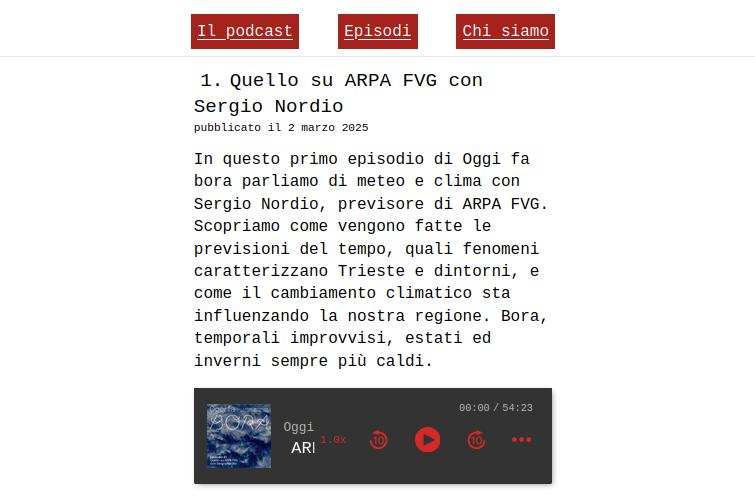 Il podcast Episodi Chi siamo
1. Quello su ARPA FVG con
Sergio Nordio
pubblicato il 2 marzo 2025
In questo primo episodio di Oggi fa
bora parliamo di meteo e clima con
Sergio Nordio, previsore di ARPA FVG.
Scopriamo come vengono fatte le
previsioni del tempo, quali fenomeni
caratterizzano Trieste e dintorni, e
come il cambiamento climatico sta
influenzando la nostra regione. Bora,
temporali improvvisi, estati ed
inverni sempre più caldi.
00:00 / 54:23
BORA
Oggi
1.0x 10 10